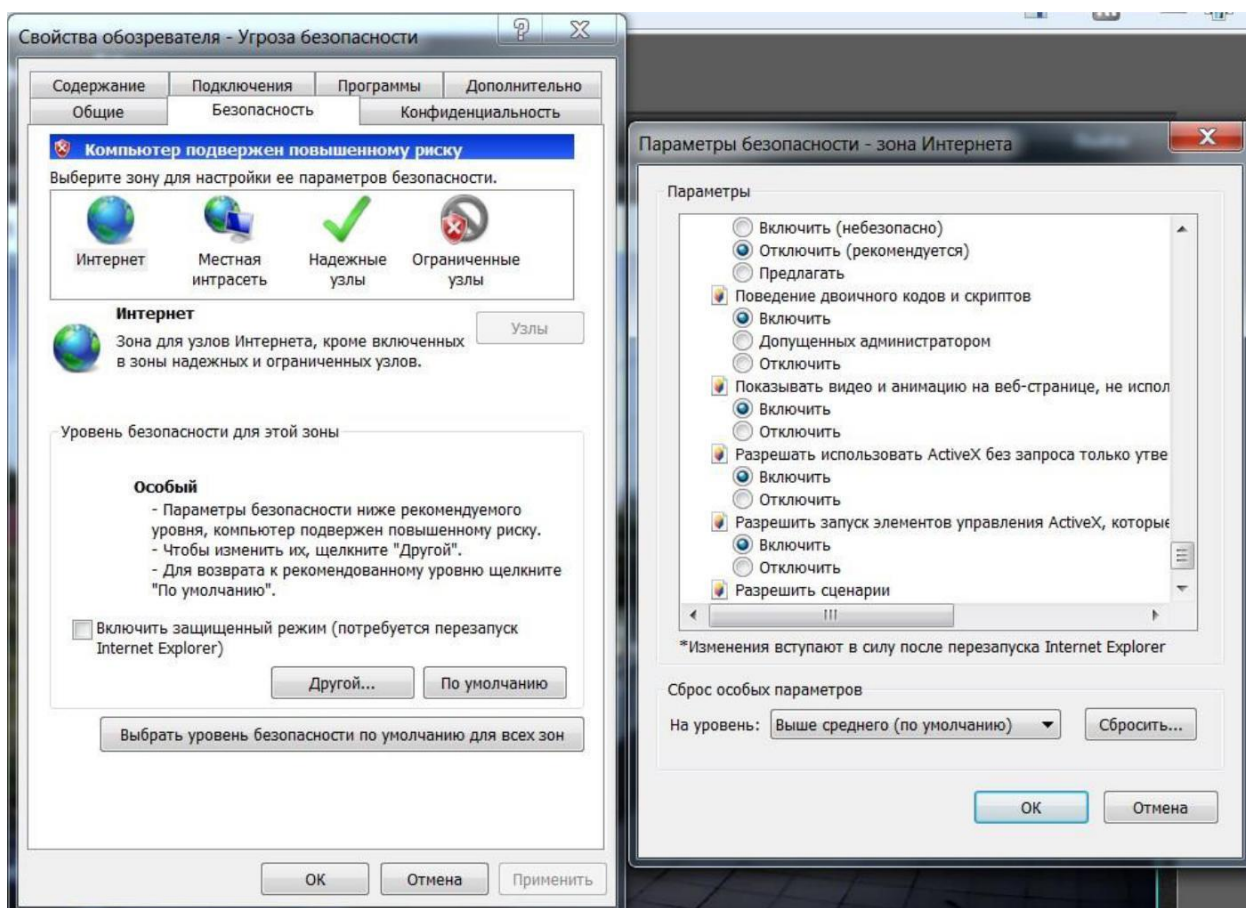 Свойства обозревателя - Угроза безопасности
Содержание
Подключения
Программы
Дополнительно
Общие
Безопасность
Конфиденциальность
Компьютер подвержен повышенному риску
Выберите зону для настройки ее параметров безопасности.
Интернет
Местная
интрасеть
Надежные
узлы
Ограниченные
узлы
Интернет
Узлы
Зона для узлов Интернета, кроме включенных
в зоны надежных и ограниченных узлов.
Уровень безопасности для этой зоны
Особый
- Параметры безопасности ниже рекомендуемого
уровня, компьютер подвержен повышенному риску.
- Чтобы изменить их, щелкните "Другой".
- Для возврата к рекомендованному уровню щелкните
"По умолчанию".
Включить защищенный режим (потребуется перезапуск
Internet Explorer)
Другой...
По умолчанию
Выбрать уровень безопасности по умолчанию для всех зон
ОК
Отмена
Применить
Параметры безопасности - зона Интернета
Параметры
Включить (небезопасно)
Отключить (рекомендуется)
Предлагать
Поведение двоичного кодов и скриптов
Включить
Допущенных администратором
Отключить
Показывать видео и анимацию на веб-странице, не испол
Включить
Отключить
Разрешать использовать ActiveX без запроса только утве
Включить
Отключить
Разрешить запуск элементов управления ActiveX, которые
Включить
Отключить
Разрешить сценарии
*Изменения вступают в силу после перезапуска Internet Explorer
Сброс особых параметров
На уровень:
Выше среднего (по умолчанию)
Сбросить...
ОК
Отмена